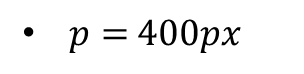 • p = 400px